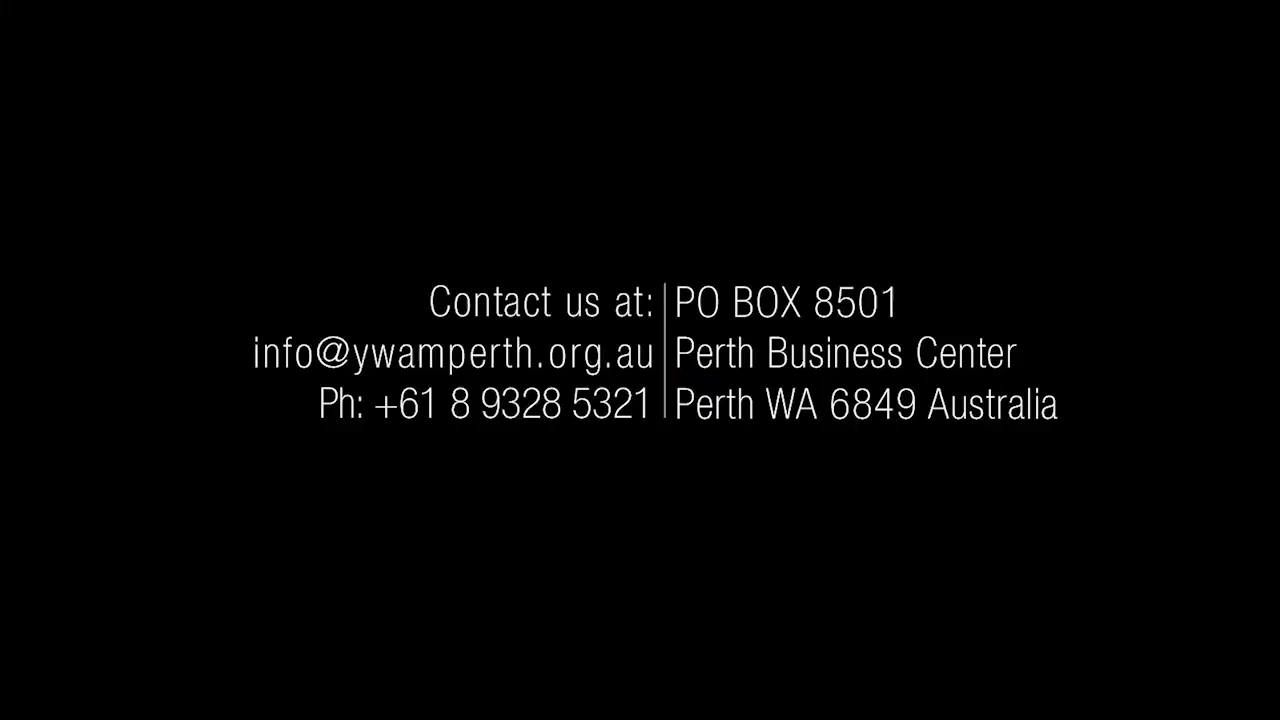 Contact us at:
info@ywamperth.org.au
Ph: +61 8 9328 5321
PO BOX 8501
Perth Business Center
Perth WA 6849 Australia